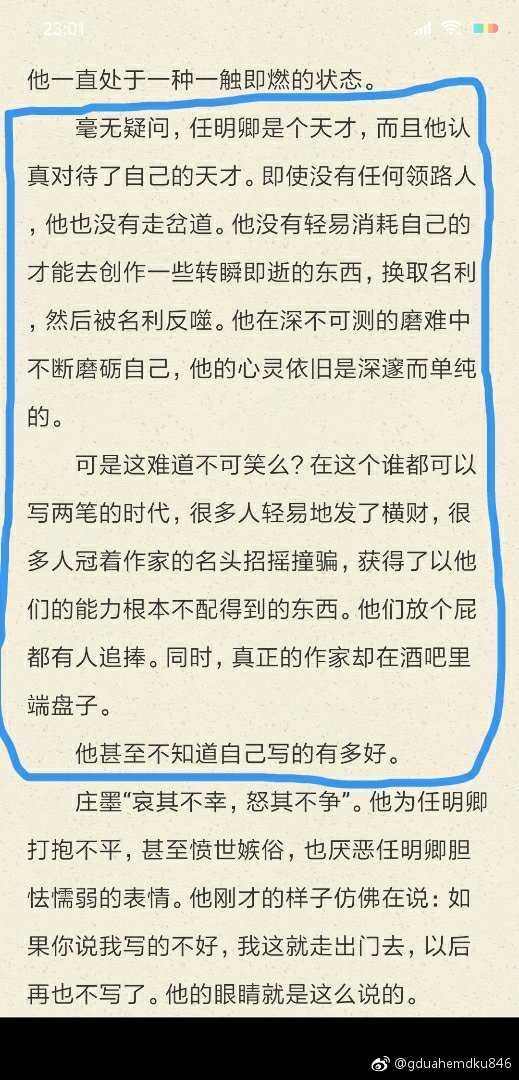 23:01
他一直处于一种一触即燃的状态。
毫无疑问，任明卿是个天才，而且他认
真对待了自己的天才。即使没有任何领路人
，他也没有走岔道。他没有轻易消耗自己的
才能去创作一些转瞬即逝的东西，换取名利
，然后被名利反噬。他在深不可测的磨难中
不断磨砺自己，他的心灵依旧是深邃而单纯
的。
可是这难道不可笑么？在这个谁都可以
写两笔的时代，很多人轻易地发了横财，很
多人冠着作家的名头招摇撞骗，获得了以他
们的能力根本不配得到的东西。他们放个屁
都有人追捧。同时，真正的作家却在酒吧里
端盘子。
他甚至不知道自己写的有多好。
庄墨“哀其不幸，怒其不争”。他为任明卿
打抱不平，甚至愤世嫉俗，也厌恶任明卿胆
怯懦弱的表情。他刚才的样子仿佛在说：如
果你说我写的不好，我这就走出门去，以后
再也不写了。他的眼睛就是这么说的。
@gduahemdku846